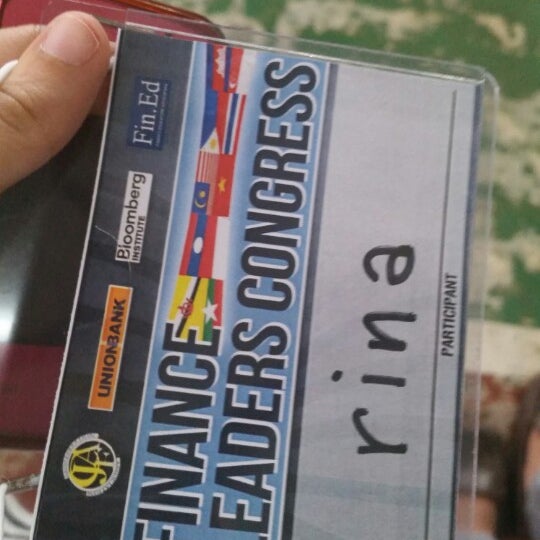 Fin.Ed
Bloomberg
INSTITUTE
UNIONBANK
FINANCE
LEADERS CONGRESS
rina
PARTICIPANT